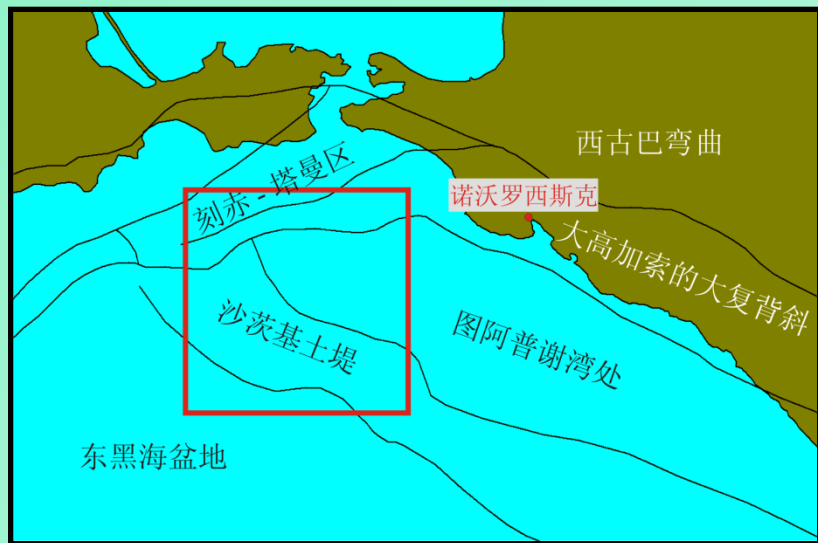 西古巴弯曲
刻赤 - 塔曼区
诺沃罗西斯克
大高加索的大复背斜
沙茨基土堤
图阿普谢湾处
东黑海盆地